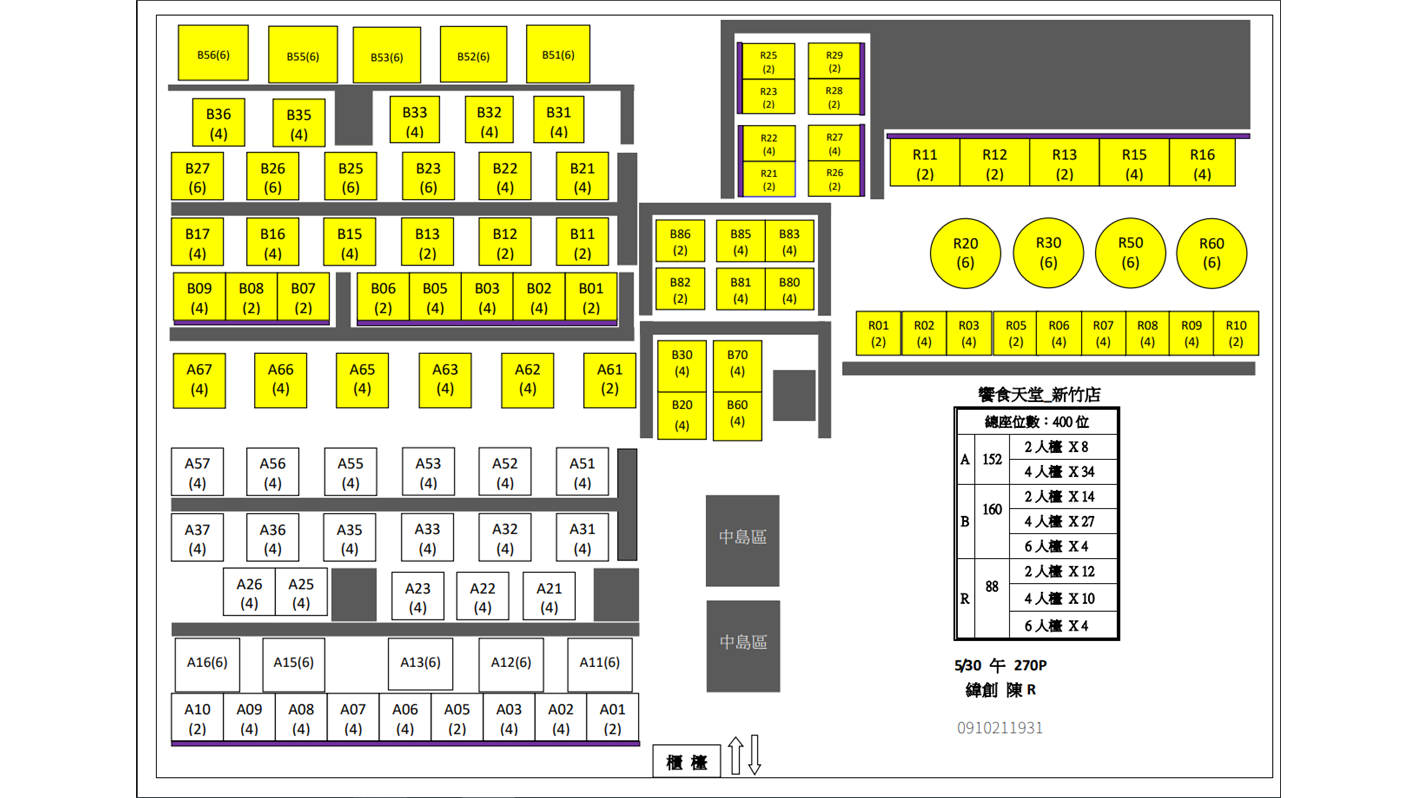 B56(6) B55(6) B53(6) B52(6) B51(6)
B36 B35 B33 B32 B31
(4) (4) (4) (4) (4)
B27 B26 B25 B23 B22 B21
(6) (6) (6) (6) (4) (4)
B17 B16 B15 B13 B12 B11
(4) (4) (4) (2) (2) (2)
B09 B08 B07 B06 B05 B03 B02 B01
(4) (2) (2) (2) (4) (4) (4) (2)
A67 A66 A65 A63 A62 A61
(4) (4) (4) (4) (4) (2)
A57 A56 A55 A53 A52 A51
(4) (4) (4) (4) (4) (4)
A37 A36 A35 A33 A32 A31
(4) (4) (4) (4) (4) (4)
A26 A25 A23 A22 A21
(4) (4) (4) (4) (4)
A16(6) A15(6) A13(6) A12(6) A11(6)
A10 A09 A08 A07 A06 A05 A03 A02 A01
(2) (4) (4) (4) (4) (2) (4) (4) (2)
R25 R29
(2) (2)
R23 R28
(2) (2)
R22 R27
(4) (4)
R21 R26
(2) (2)
B86 B85 B83
(2) (4) (4)
B82 B81 B80
(2) (4) (4)
B30 B70
(4) (4)
B20 B60
(4) (4)
中島區
中島區
櫃 檯
R11 R12 R13 R15 R16
(2) (2) (2) (4) (4)
R20 R30 R50 R60
(6) (6) (6) (6)
R01 R02 R03 R05 R06 R07 R08 R09 R10
(2) (4) (4) (2) (4) (4) (4) (4) (2)
饗食天堂_新竹店
總座位數：400 位
A 152 2 人檯 X 8
4 人檯 X 34
B 160 2 人檯 X 14
4 人檯 X 27
6 人檯 X 4
R 88 2 人檯 X 12
4 人檯 X 10
6 人檯 X 4
5/30 午 270P
緯創 陳 R
0910211931